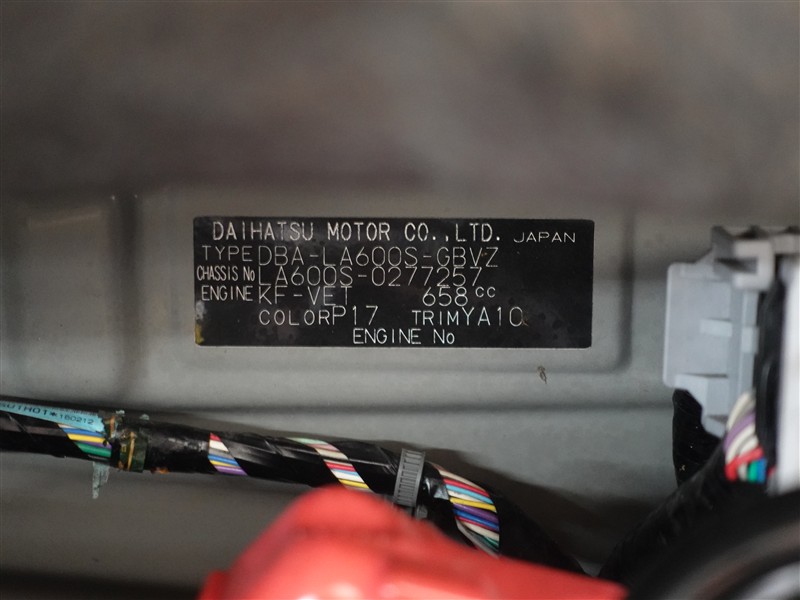 DAIHATSU MOTOR CO.,LTD. JAPAN
TYPE DBA-LA600S-GBVZ
CHASSIS No LA600S-0277257
ENGINE KF-VET 658cc
COLOR P17 TRIM YA10
ENGINE No
160212